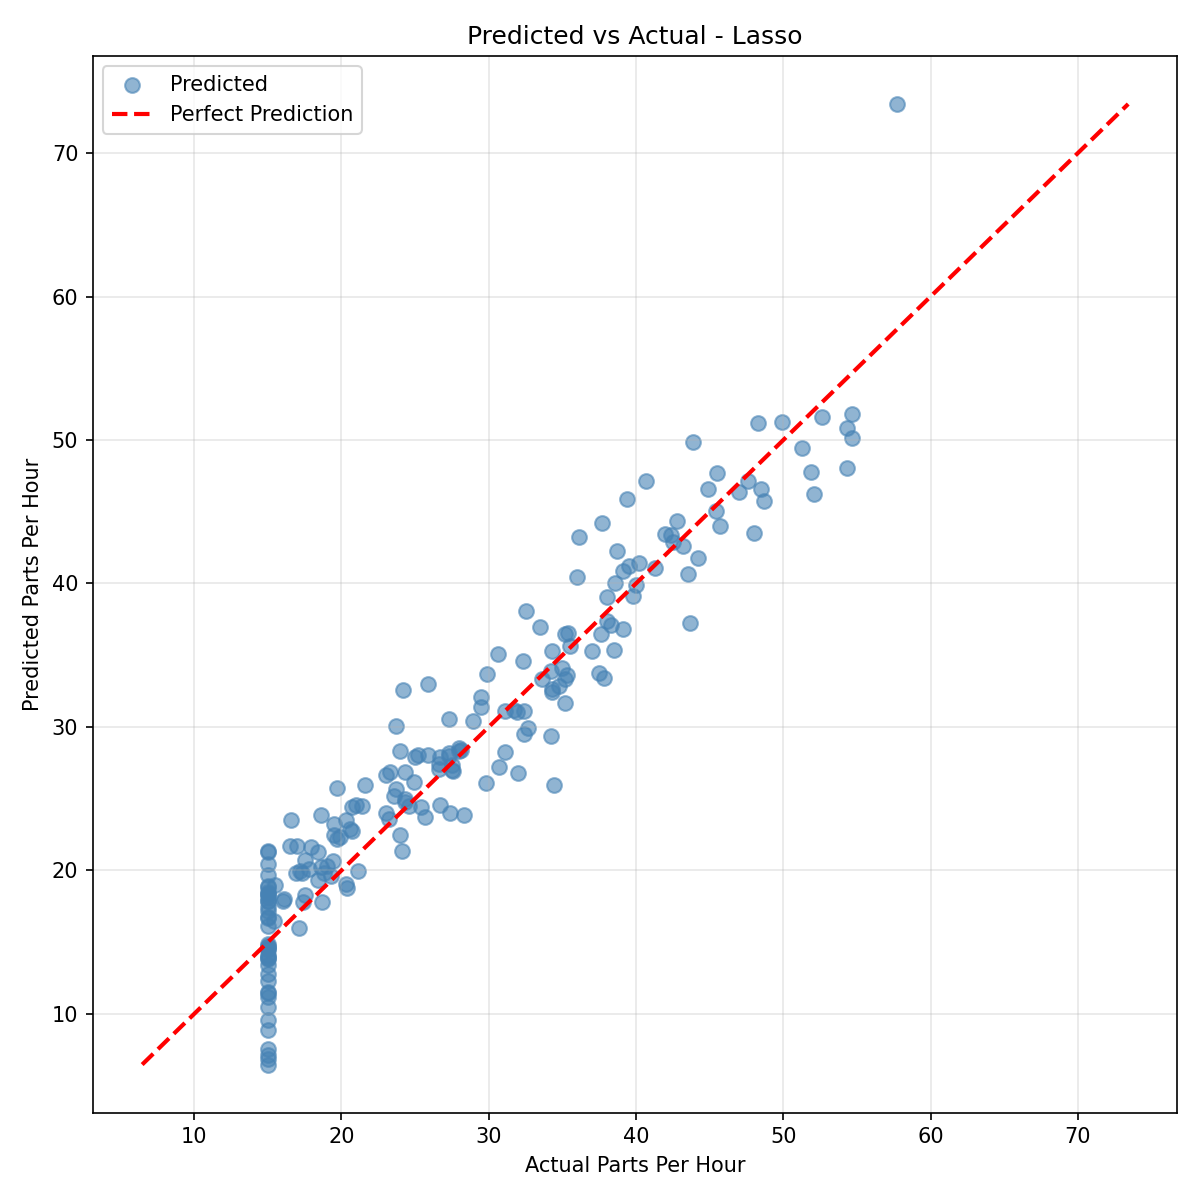 Predicted vs Actual - Lasso
Predicted
Perfect Prediction
70
60
50
40
30
20
10
Predicted Parts Per Hour
10 20 30 40 50 60 70
Actual Parts Per Hour